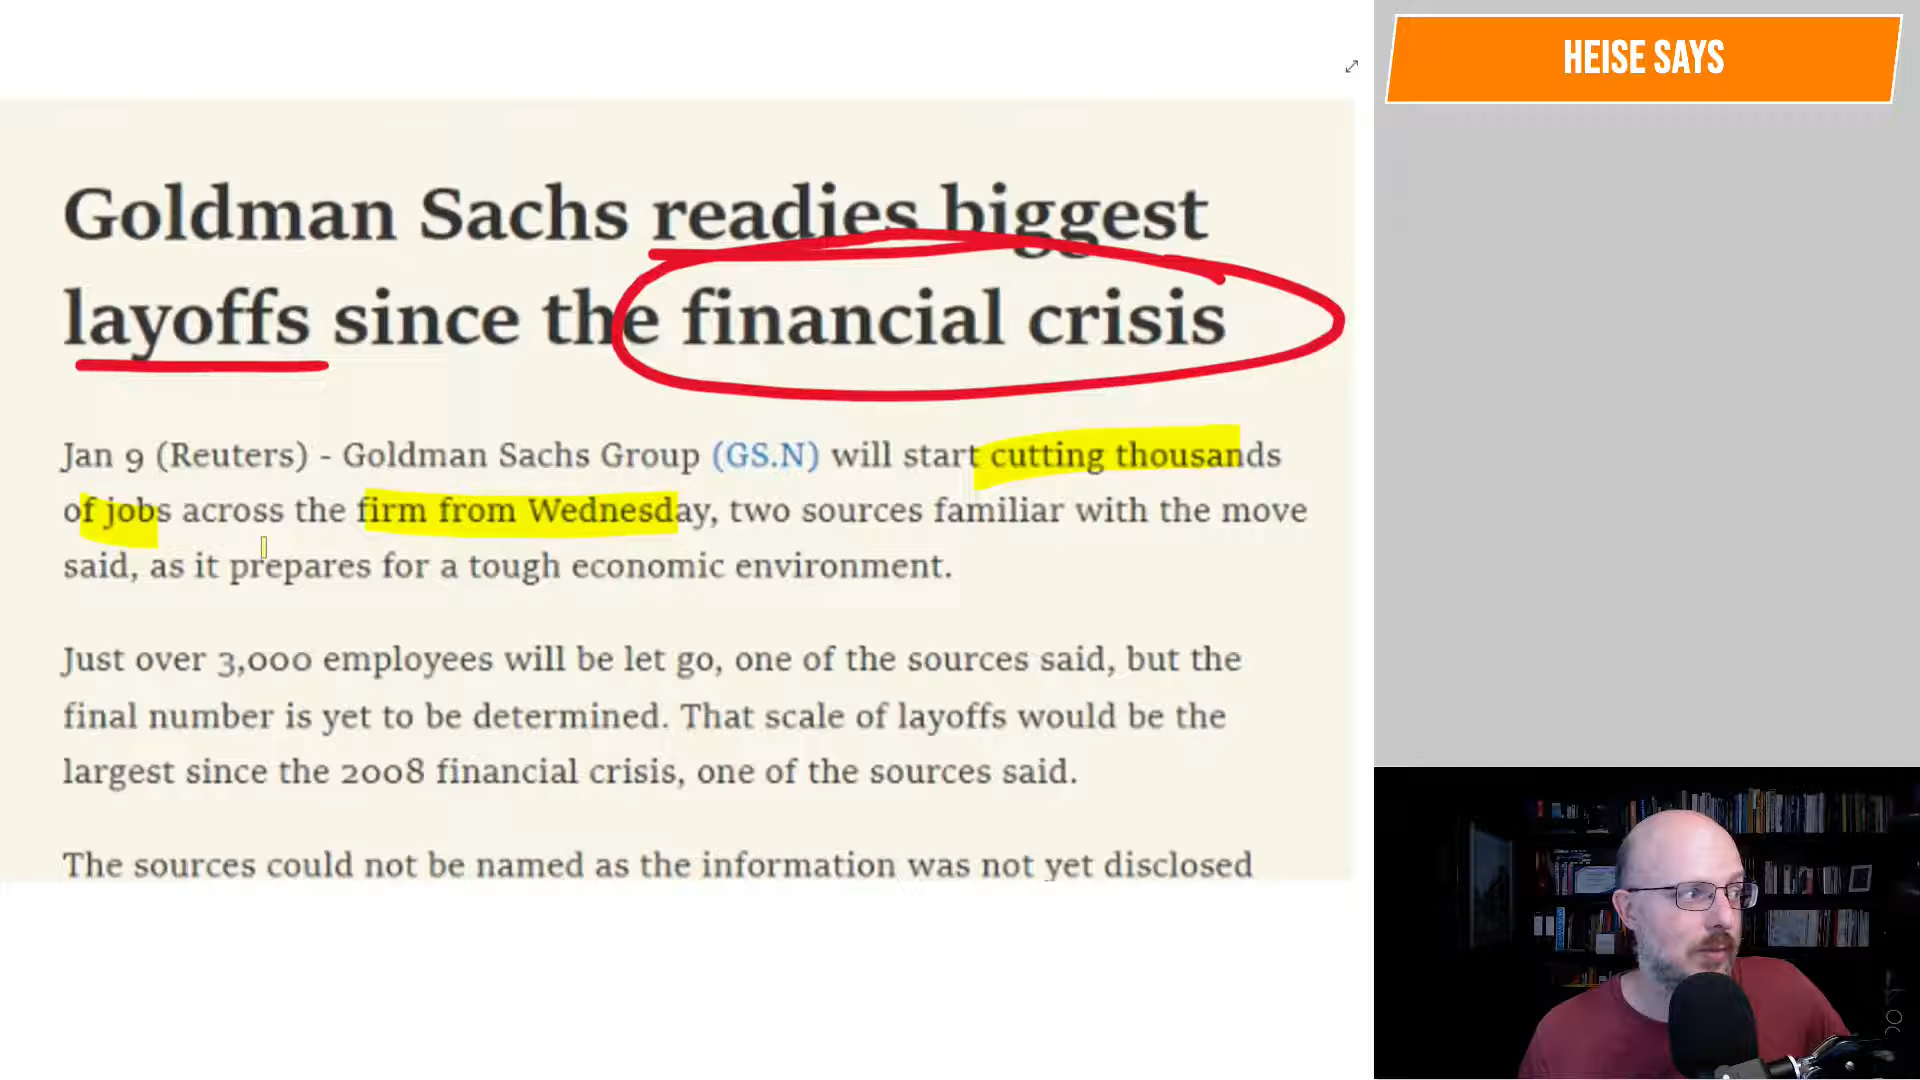 HEISE SAYS
Goldman Sachs readies biggest
layoffs since the financial crisis
Jan 9 (Reuters) - Goldman Sachs Group (GS.N) will start cutting thousands
of jobs across the firm from Wednesday, two sources familiar with the move
said, as it prepares for a tough economic environment.
Just over 3,000 employees will be let go, one of the sources said, but the
final number is yet to be determined. That scale of layoffs would be the
largest since the 2008 financial crisis, one of the sources said.
The sources could not be named as the information was not yet disclosed